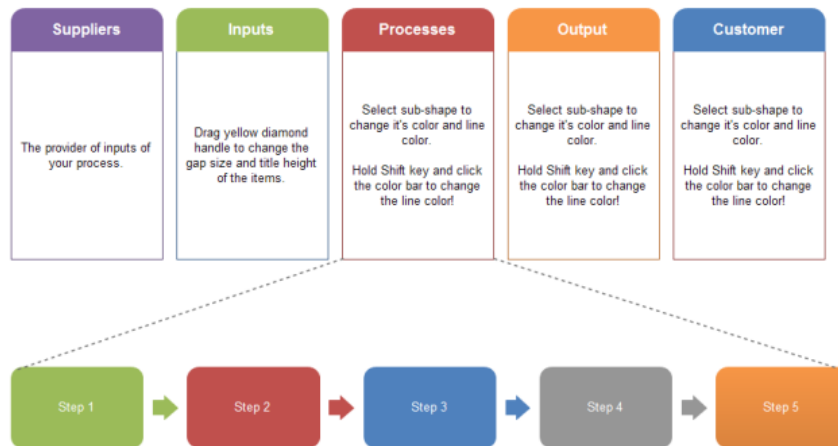 Suppliers
Inputs
Processes
Output
Customer
The provider of inputs of
your process.
Drag yellow diamond
handle to change the
gap size and title height
of the items.
Select sub-shape to
change it's color and line
color.
Hold Shift key and click
the color bar to change
the line color!
Select sub-shape to
change it's color and line
color.
Hold Shift key and click
the color bar to change
the line color!
Select sub-shape to
change it's color and line
color.
Hold Shift key and click
the color bar to change
the line color!
Step 1
Step 2
Step 3
Step 4
Step 5